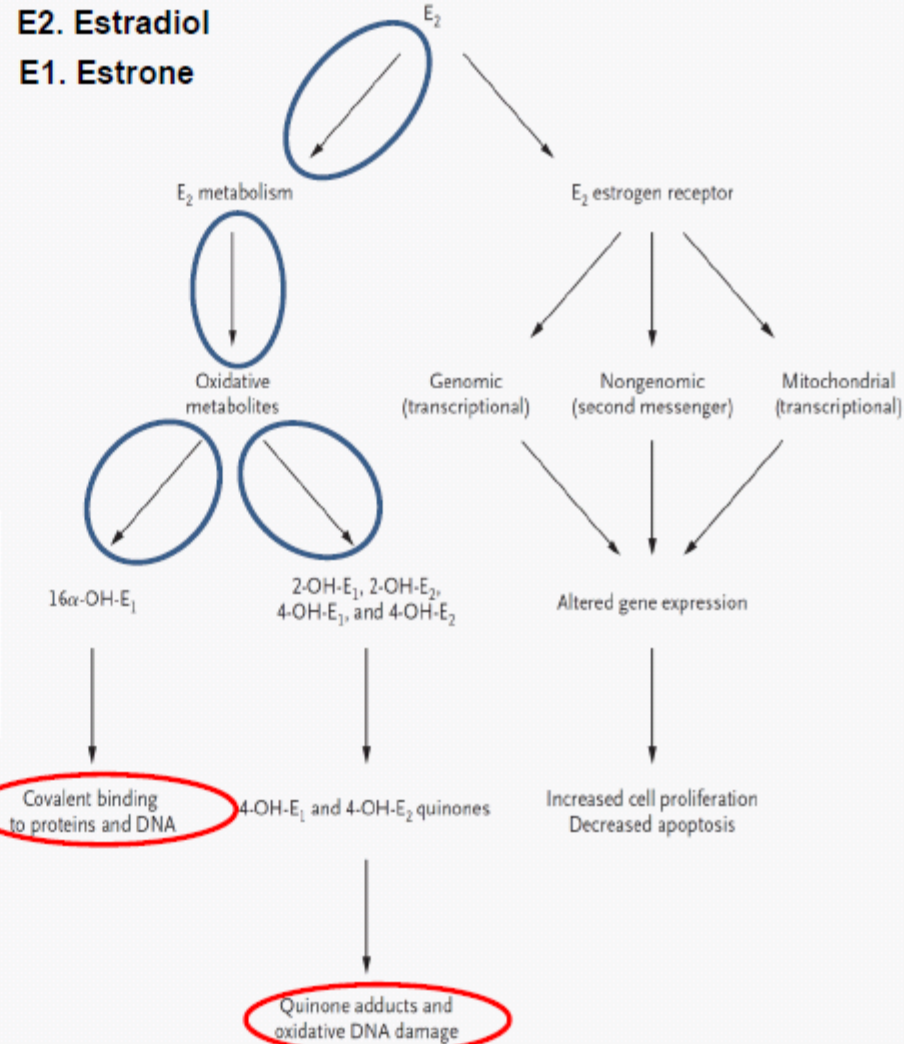 E2. Estradiol
E1. Estrone
E₂
E₂ metabolism
E₂ estrogen receptor
Oxidative
metabolites
Genomic
(transcriptional)
Nongenomic
(second messenger)
Mitochondrial
(transcriptional)
16α-OH-E₁
2-OH-E₁, 2-OH-E₂,
4-OH-E₁, and 4-OH-E₂
Altered gene expression
Covalent binding
to proteins and DNA
4-OH-E₁ and 4-OH-E₂ quinones
Increased cell proliferation
Decreased apoptosis
Quinone adducts and
oxidative DNA damage